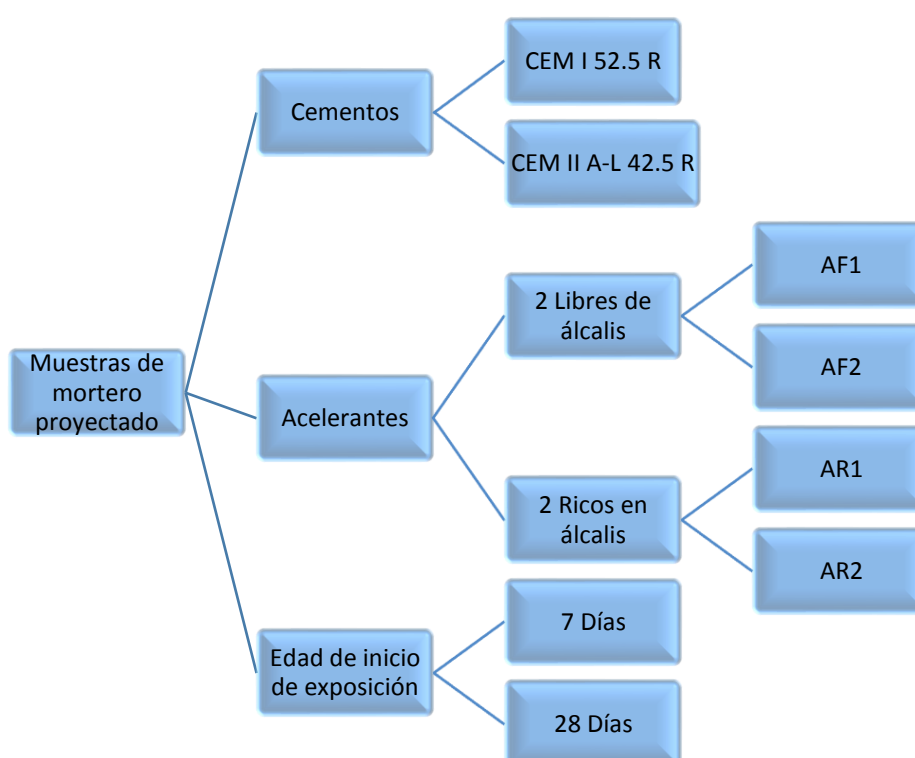 Muestras de
mortero
proyectado
Cementos
CEM I 52.5 R
CEM II A-L 42.5 R
Acelerantes
2 Libres de
álcalis
AF1
AF2
2 Ricos en
álcalis
AR1
AR2
Edad de inicio
de exposición
7 Días
28 Días